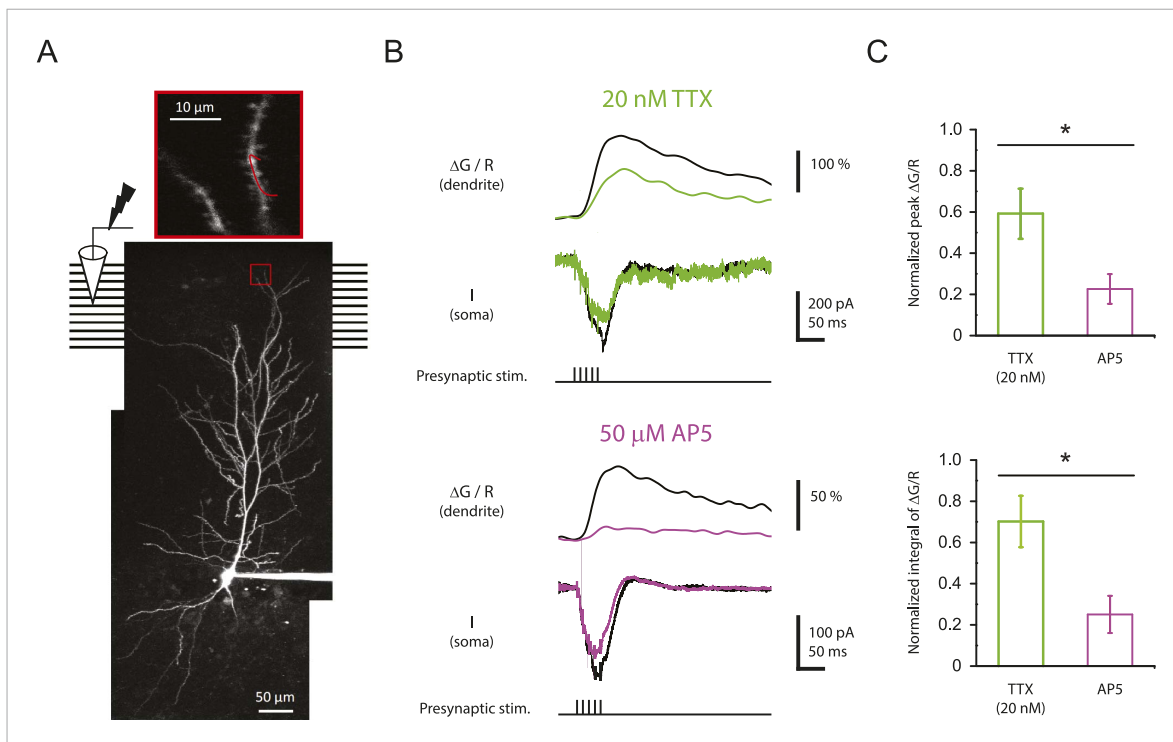 A
B
C
10 µm
50 µm
20 nM TTX
ΔG / R
(dendrite)
100 %
I
(soma)
200 pA
50 ms
Presynaptic stim.
50 µM AP5
ΔG / R
(dendrite)
50 %
I
(soma)
100 pA
50 ms
Presynaptic stim.
Normalized peak ΔG/R
1.0
0.8
0.6
0.4
0.2
0
*
TTX
(20 nM)
AP5
Normalized integral of ΔG/R
1.0
0.8
0.6
0.4
0.2
0
*
TTX
(20 nM)
AP5